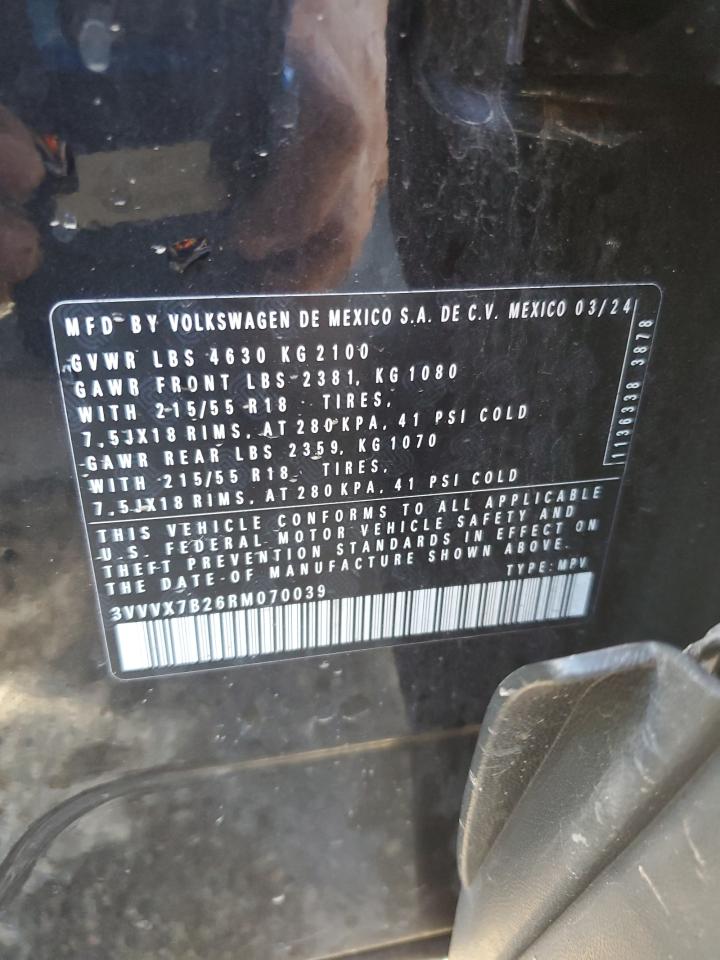 MFD BY VOLKSWAGEN DE MEXICO S.A. DE C.V. MEXICO 03/24
GVWR LBS 4630 KG 2100
GAWR FRONT LBS 2381, KG 1080
WITH 215/55 R18 TIRES,
7,5JX18 RIMS, AT 280 KPA, 41 PSI COLD
GAWR REAR LBS 2359, KG 1070
WITH 215/55 R18 TIRES,
7,5JX18 RIMS, AT 280 KPA, 41 PSI COLD
THIS VEHICLE CONFORMS TO ALL APPLICABLE
U.S. FEDERAL MOTOR VEHICLE SAFETY AND
THEFT PREVENTION STANDARDS IN EFFECT ON
THE DATE OF MANUFACTURE SHOWN ABOVE.
TYPE: MPV
3VVVX7B26RM070039
1136338 3878